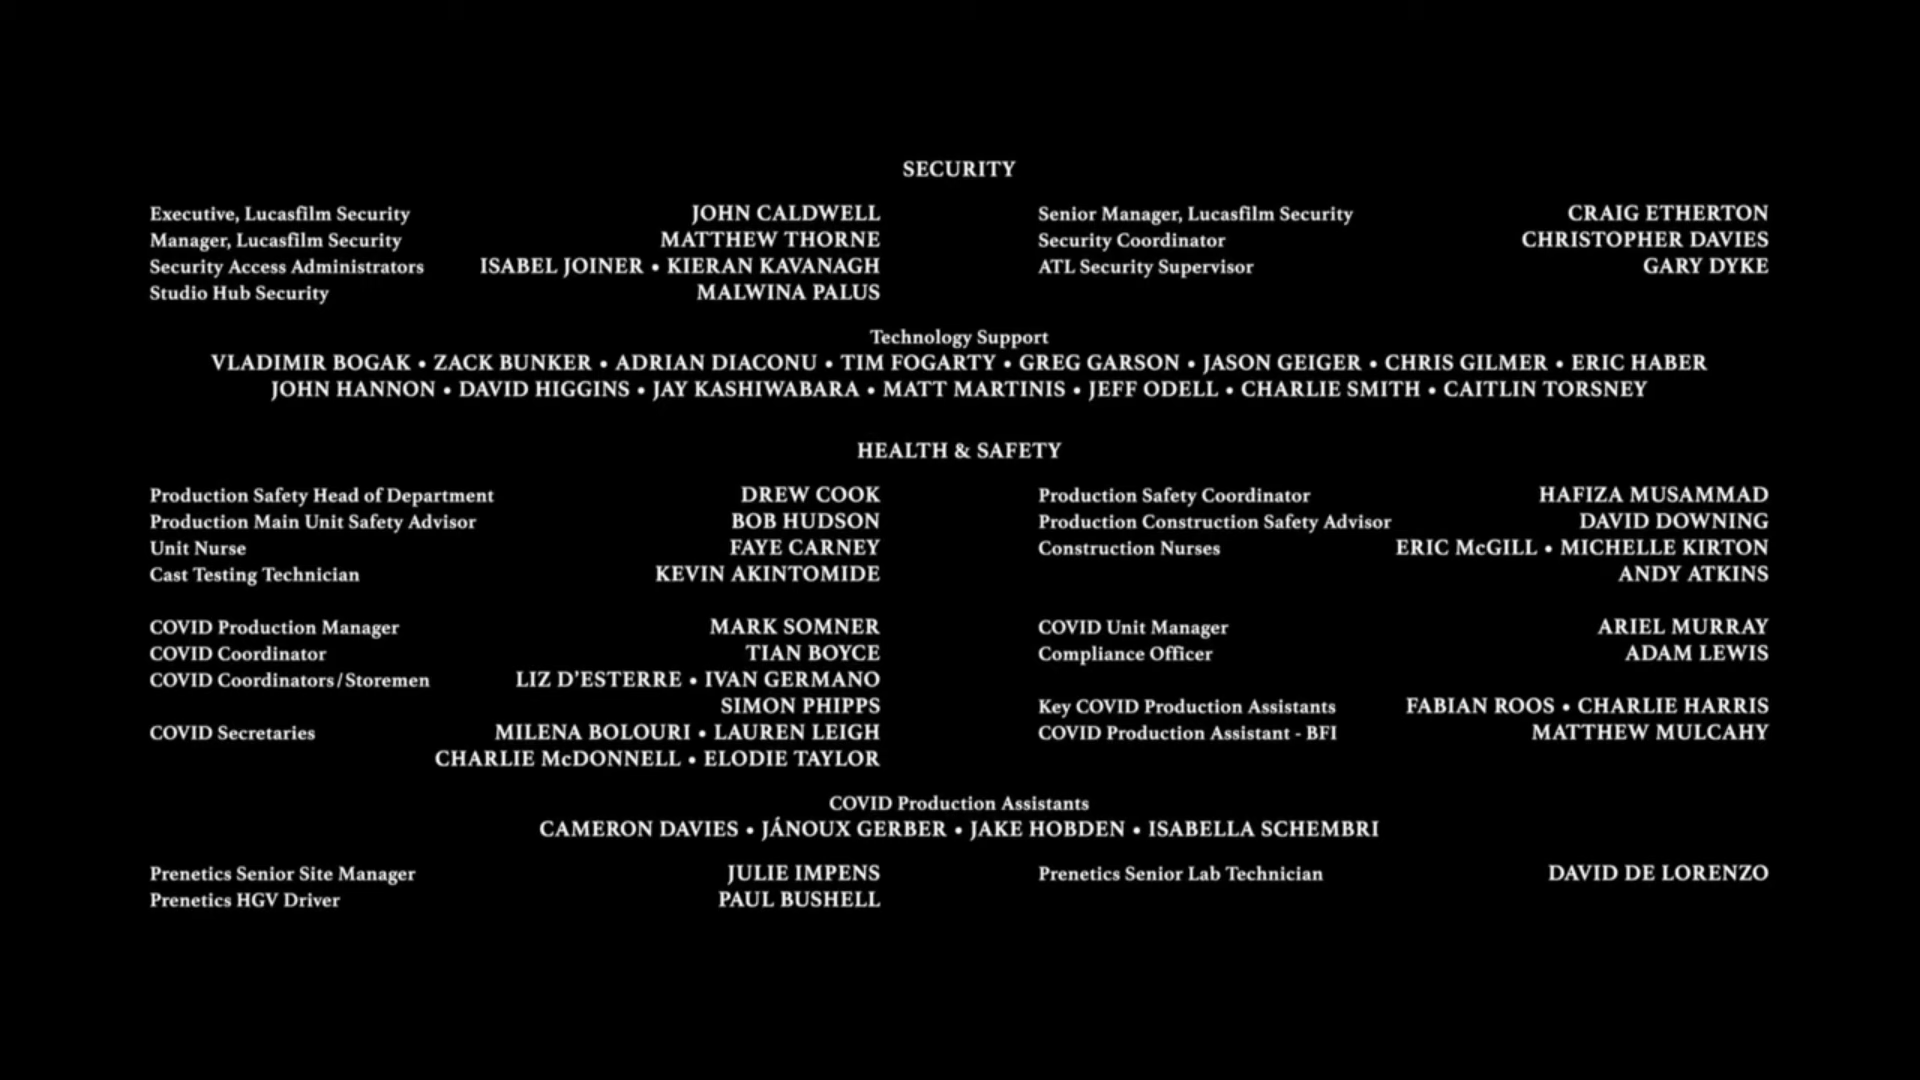 SECURITY
Executive, Lucasfilm Security JOHN CALDWELL Senior Manager, Lucasfilm Security CRAIG ETHERTON
Manager, Lucasfilm Security MATTHEW THORNE Security Coordinator CHRISTOPHER DAVIES
Security Access Administrators ISABEL JOINER • KIERAN KAVANAGH ATL Security Supervisor GARY DYKE
Studio Hub Security MALWINA PALUS
Technology Support
VLADIMIR BOGAK • ZACK BUNKER • ADRIAN DIACONU • TIM FOGARTY • GREG GARSON • JASON GEIGER • CHRIS GILMER • ERIC HABER
JOHN HANNON • DAVID HIGGINS • JAY KASHIWABARA • MATT MARTINIS • JEFF ODELL • CHARLIE SMITH • CAITLIN TORSNEY
HEALTH & SAFETY
Production Safety Head of Department DREW COOK Production Safety Coordinator HAFIZA MUSAMMAD
Production Main Unit Safety Advisor BOB HUDSON Production Construction Safety Advisor DAVID DOWNING
Unit Nurse FAYE CARNEY Construction Nurses ERIC McGILL • MICHELLE KIRTON
Cast Testing Technician KEVIN AKINTOMIDE ANDY ATKINS
COVID Production Manager MARK SOMNER COVID Unit Manager ARIEL MURRAY
COVID Coordinator TIAN BOYCE Compliance Officer ADAM LEWIS
COVID Coordinators/Storemen LIZ D'ESTERRE • IVAN GERMANO
SIMON PHIPPS Key COVID Production Assistants FABIAN ROOS • CHARLIE HARRIS
COVID Secretaries MILENA BOLOURI • LAUREN LEIGH COVID Production Assistant - BFI MATTHEW MULCAHY
CHARLIE McDONNELL • ELODIE TAYLOR
COVID Production Assistants
CAMERON DAVIES • JÁNOUX GERBER • JAKE HOBDEN • ISABELLA SCHEMBRI
Prenetics Senior Site Manager JULIE IMPENS Prenetics Senior Lab Technician DAVID DE LORENZO
Prenetics HGV Driver PAUL BUSHELL